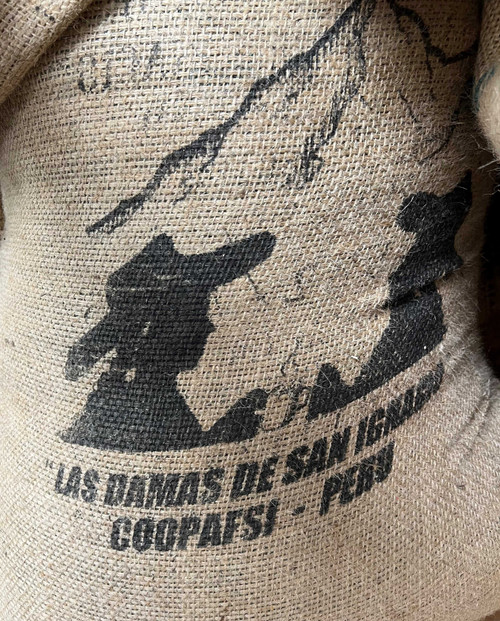 "LAS DAMAS DE SAN IGNACIO
COOPAFSI - PERU